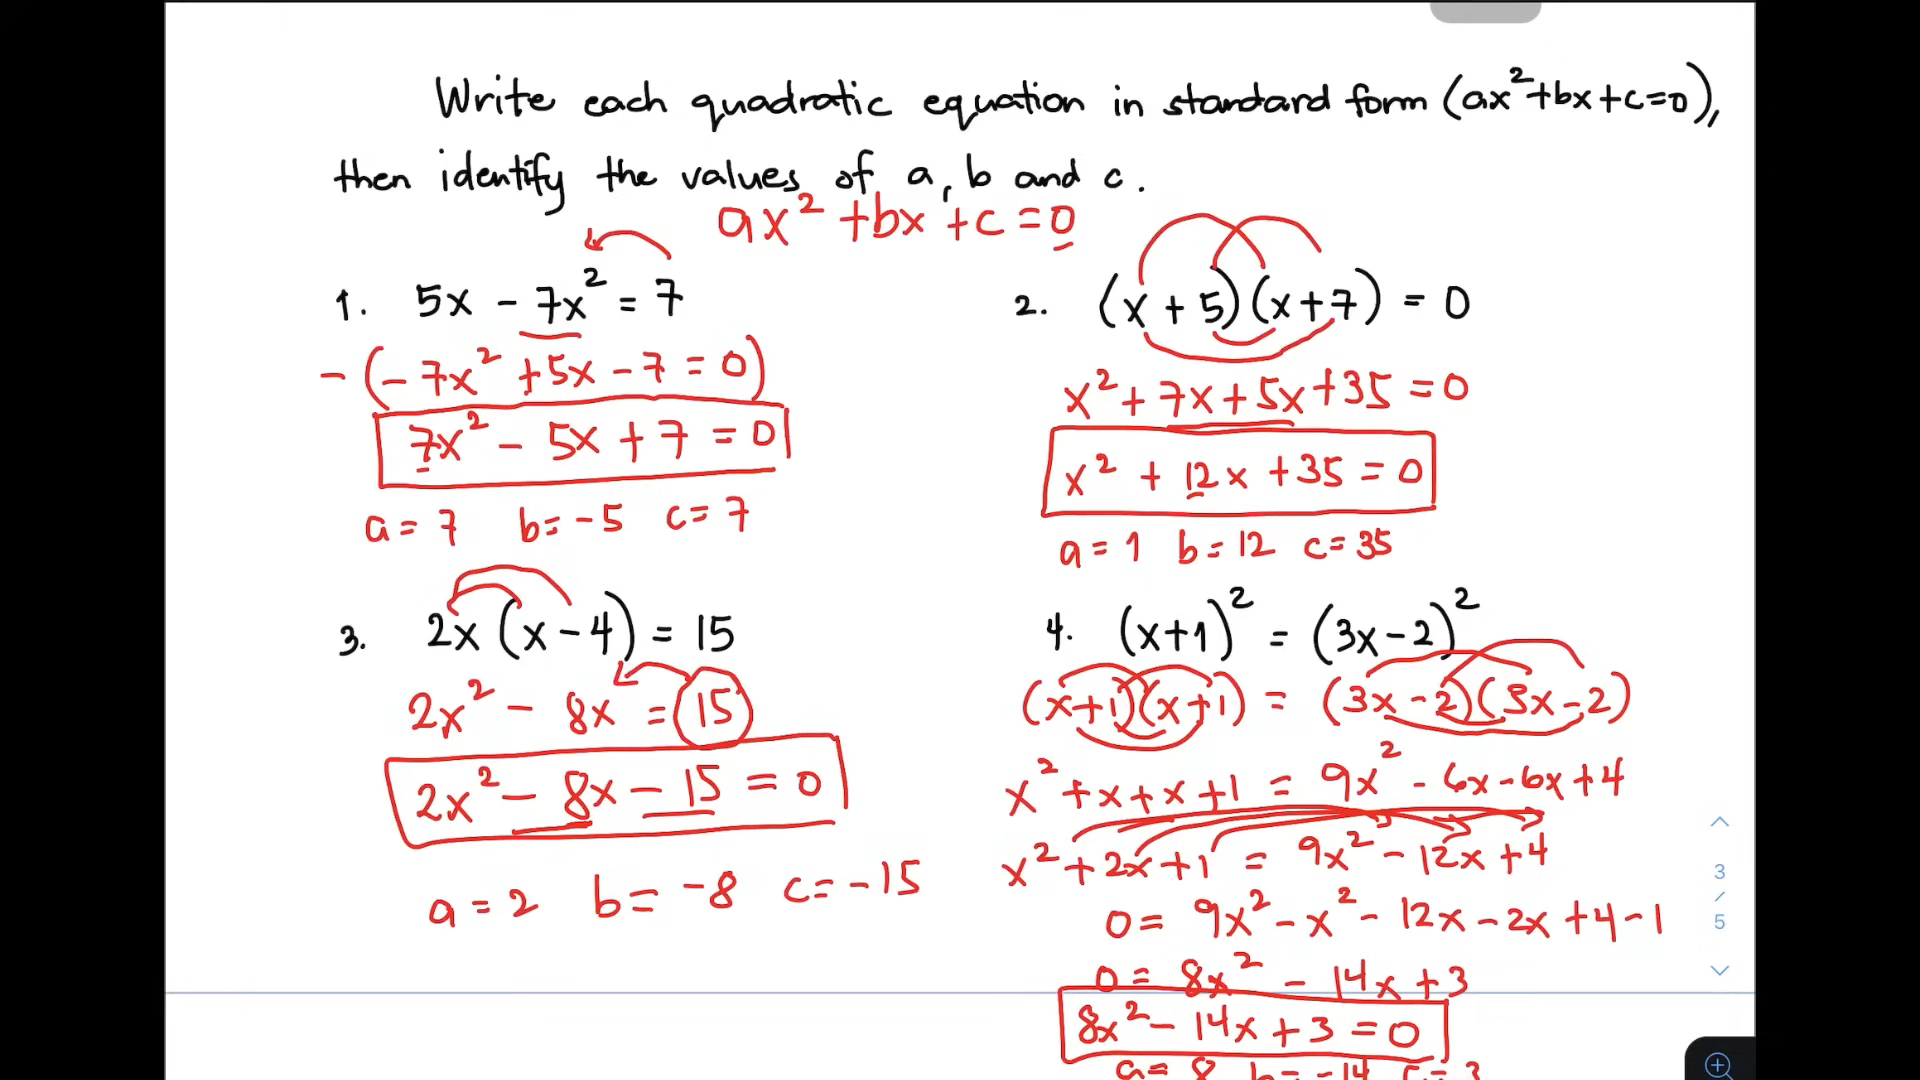 Write each quadratic equation in standard form (ax²+bx+c=0),
then identify the values of a, b and c.
ax² +bx +c =0
1. 5x - 7x² = 7
-(-7x² +5x -7 = 0)
7x² - 5x + 7 = 0
a = 7 b = -5 c = 7
2. (x + 5)(x+7) = 0
x² + 7x + 5x + 35 = 0
x² + 12x + 35 = 0
a = 1 b = 12 c = 35
3. 2x (x - 4) = 15
2x² - 8x = 15
2x² - 8x - 15 = 0
a = 2 b = -8 c = -15
4. (x+1)² = (3x-2)²
(x+1)(x+1) = (3x-2)(3x-2)
x² + x + x + 1 = 9x² - 6x - 6x + 4
x² + 2x + 1 = 9x² - 12x + 4
0 = 9x² - x² - 12x - 2x + 4 - 1
0 = 8x² - 14x + 3
8x² - 14x + 3 = 0
a = 8 b = -14 c = 3
3
/
5